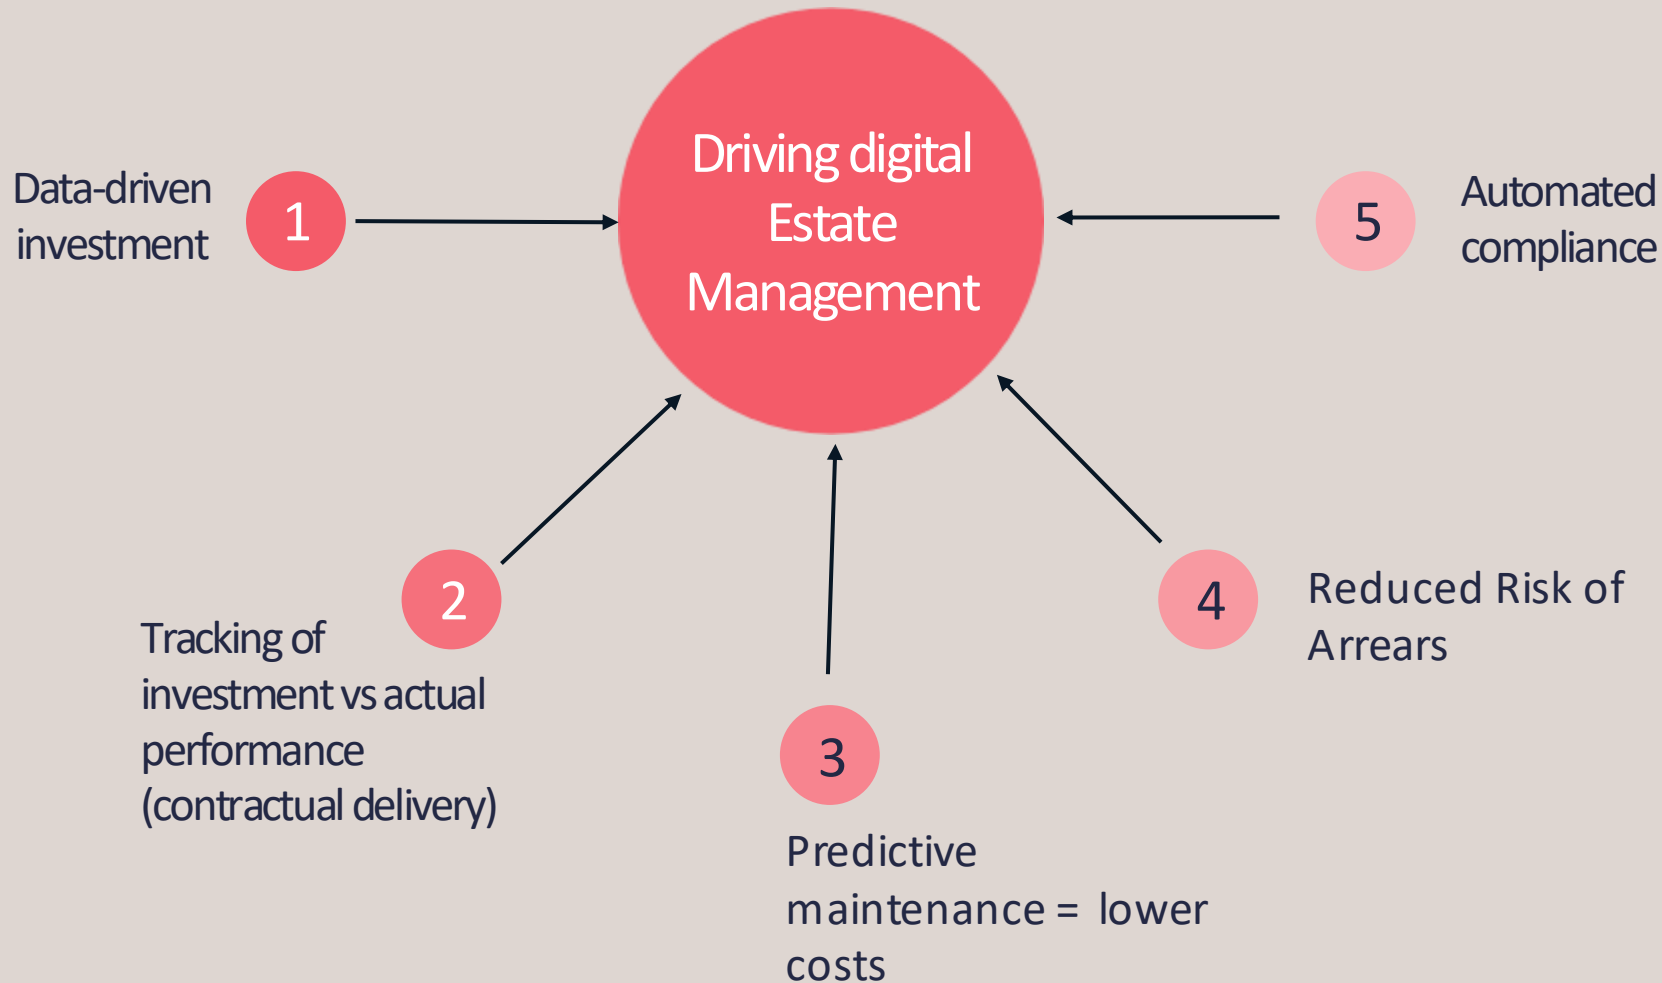 Driving digital
Estate
Management
Data-driven
investment
1
2
Tracking of
investment vs actual
performance
(contractual delivery)
3
Predictive
maintenance = lower
costs
4
Reduced Risk of
Arrears
5
Automated
compliance